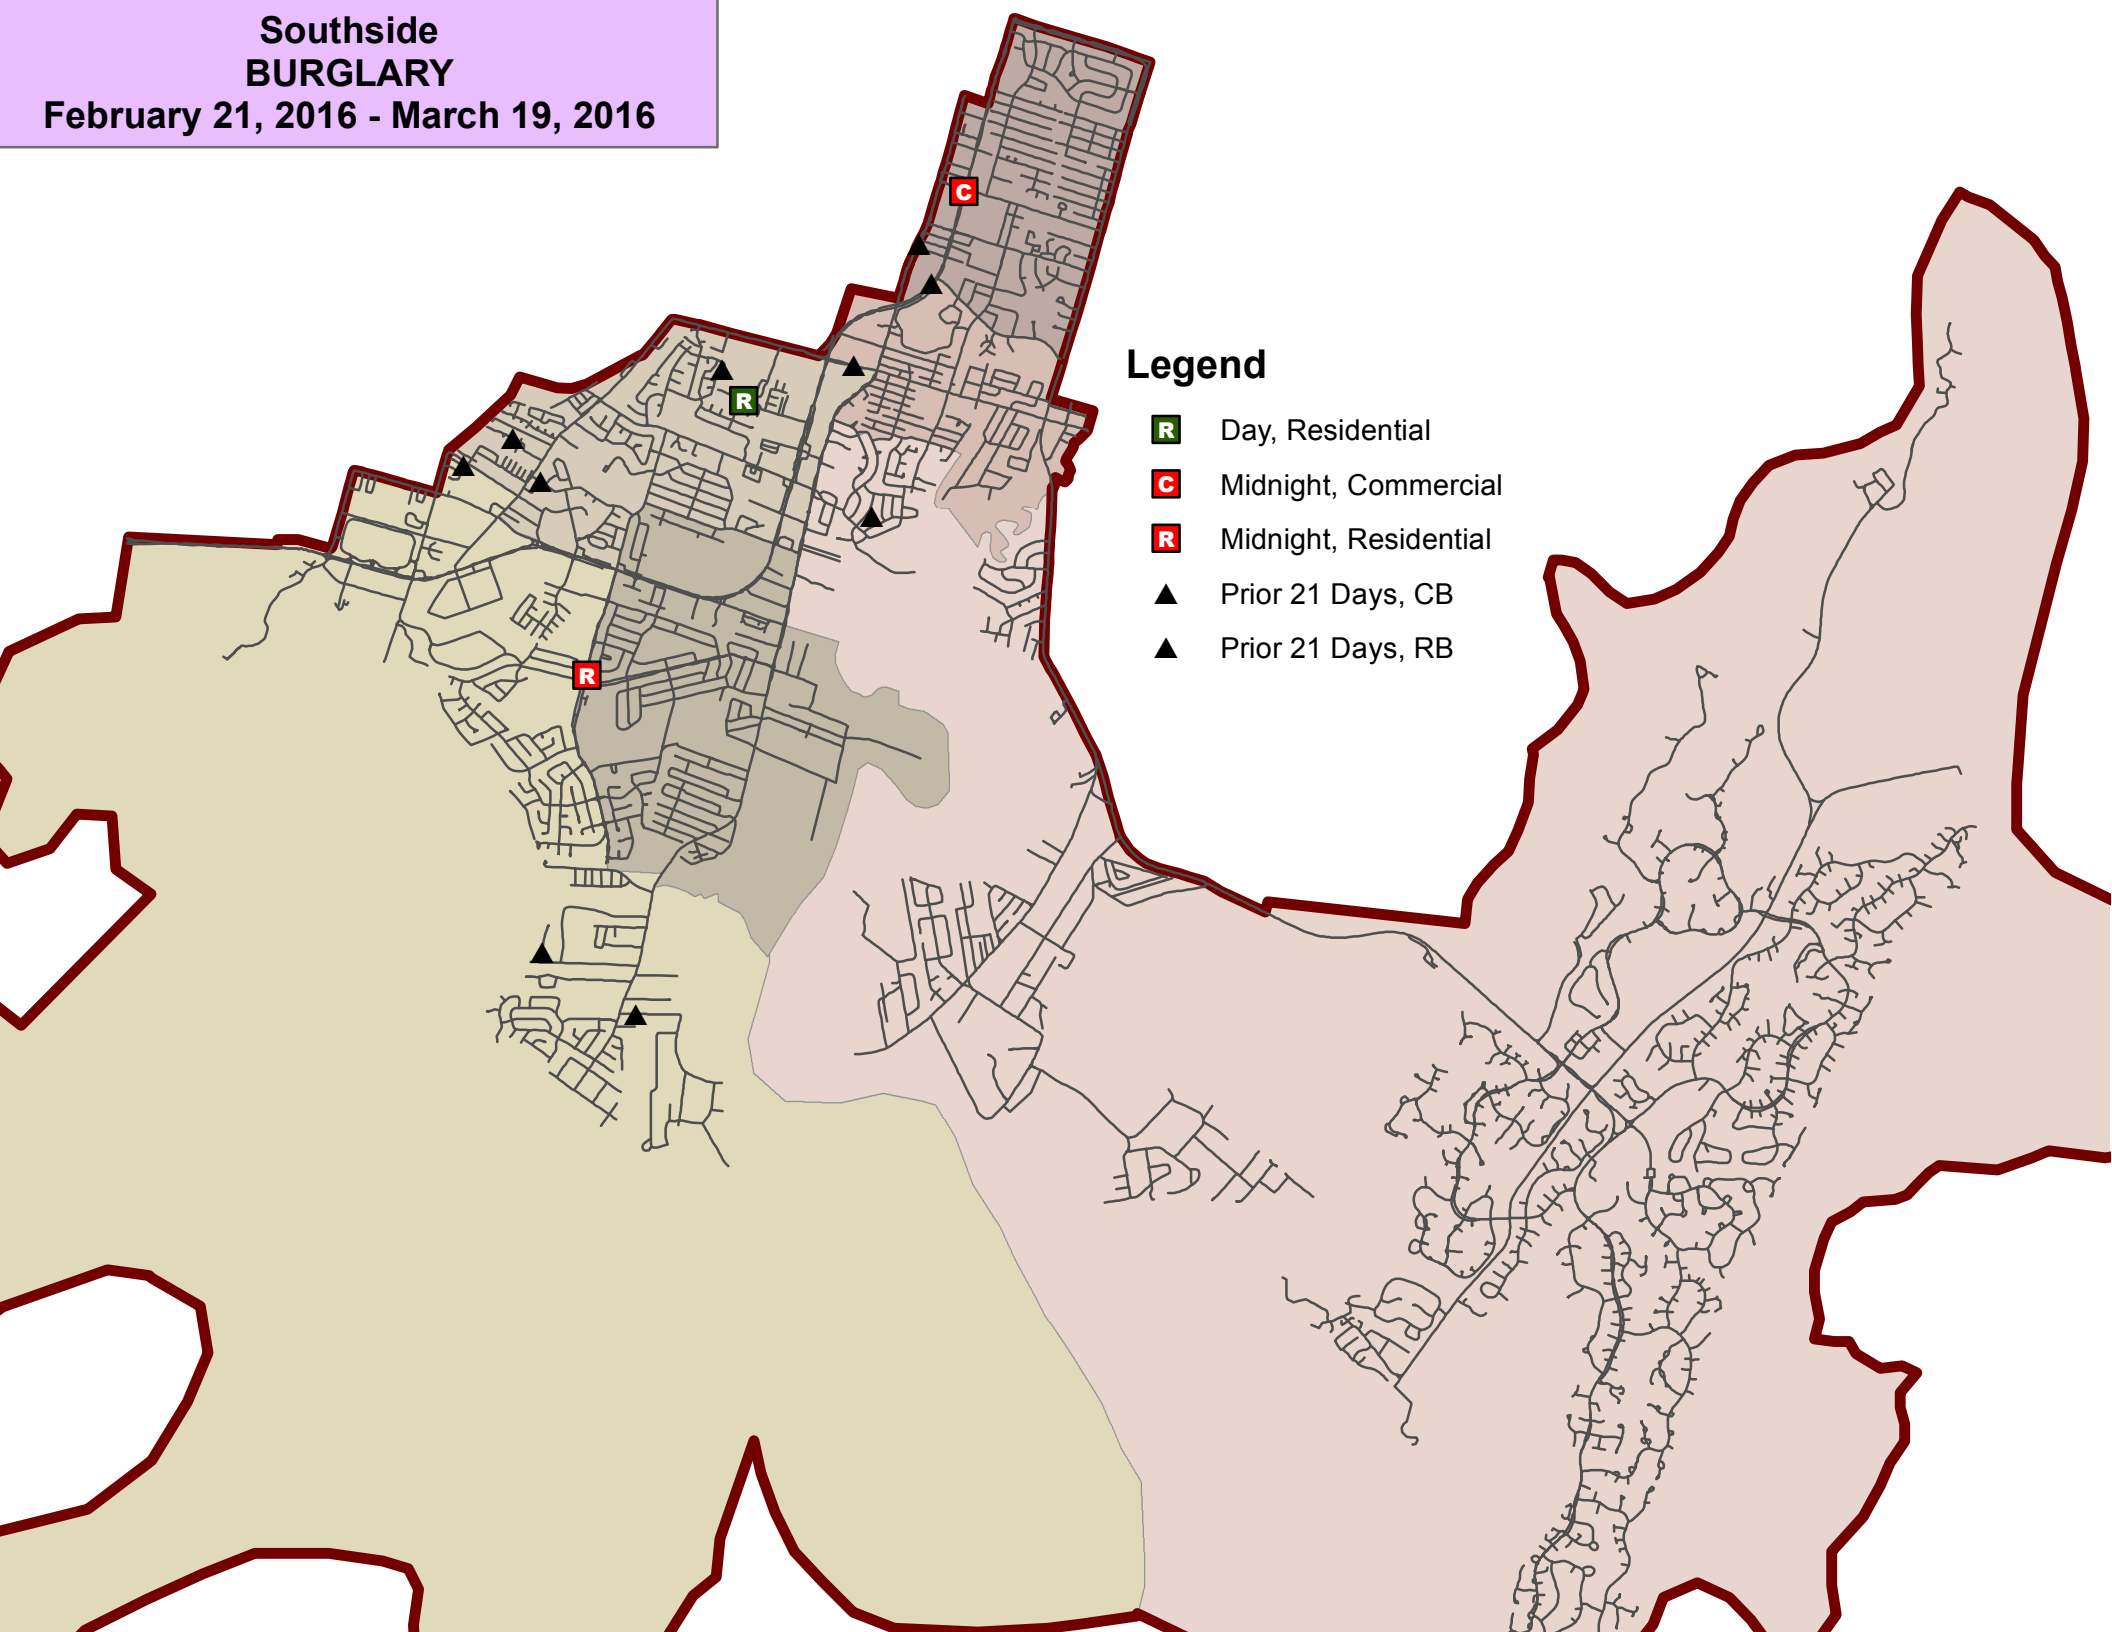 Southside
BURGLARY
February 21, 2016 - March 19, 2016
C
R
R
Legend
R Day, Residential
C Midnight, Commercial
R Midnight, Residential
Prior 21 Days, CB
Prior 21 Days, RB